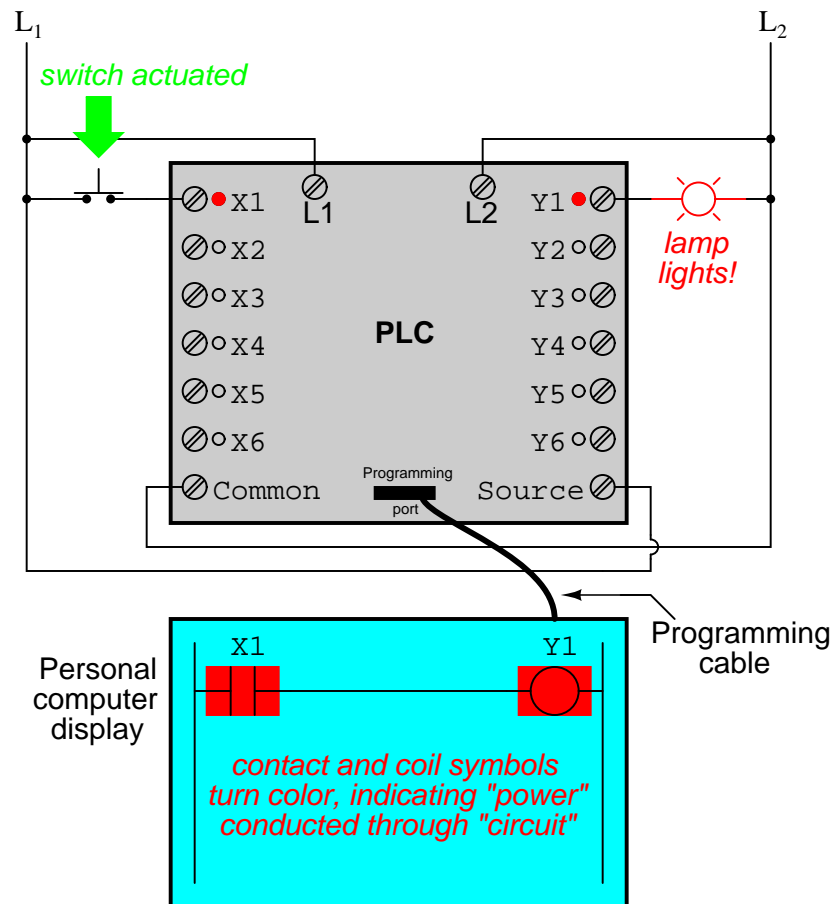 L1 L2
switch actuated
X1 L1 L2 Y1
lamp
lights!
X2 Y2
X3 Y3
PLC
X4 Y4
X5 Y5
X6 Y6
Programming
Common Source
port
Programming
cable
X1 Y1
Personal
computer
display
contact and coil symbols
turn color, indicating "power"
conducted through "circuit"